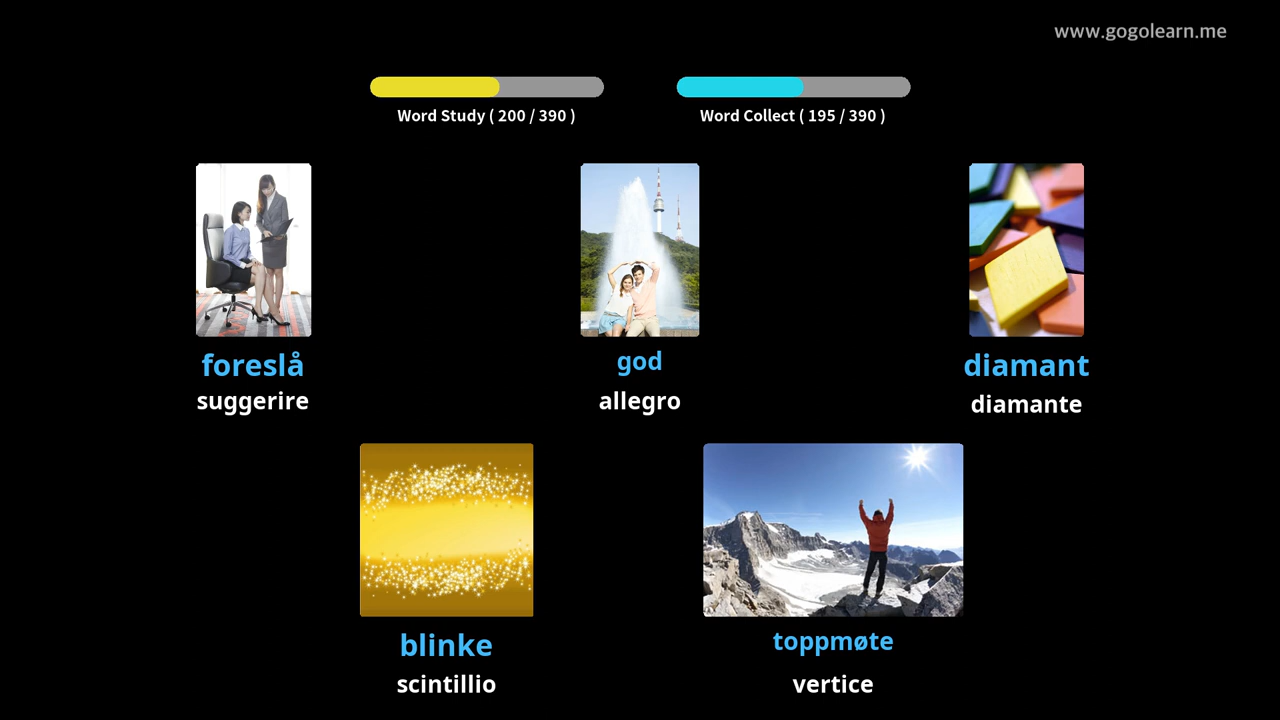 www.gogolearn.me
Word Study ( 200 / 390 )
Word Collect ( 195 / 390 )
foreslå
suggerire
god
allegro
diamant
diamante
blinke
scintillio
toppmøte
vertice